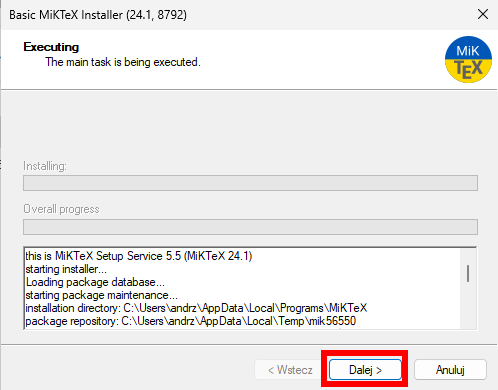 Basic MiKTeX Installer (24.1, 8792)
Executing
The main task is being executed.
MiK
TEX
Installing:
Overall progress
this is MiKTeX Setup Service 5.5 (MiKTeX 24.1)
starting installer...
Loading package database...
starting package maintenance...
installation directory: C:\Users\andrz\AppData\Local\Programs\MiKTeX
package repository: C:\Users\andrz\AppData\Local\Temp\mik56550
< Wstecz
Dalej >
Anuluj